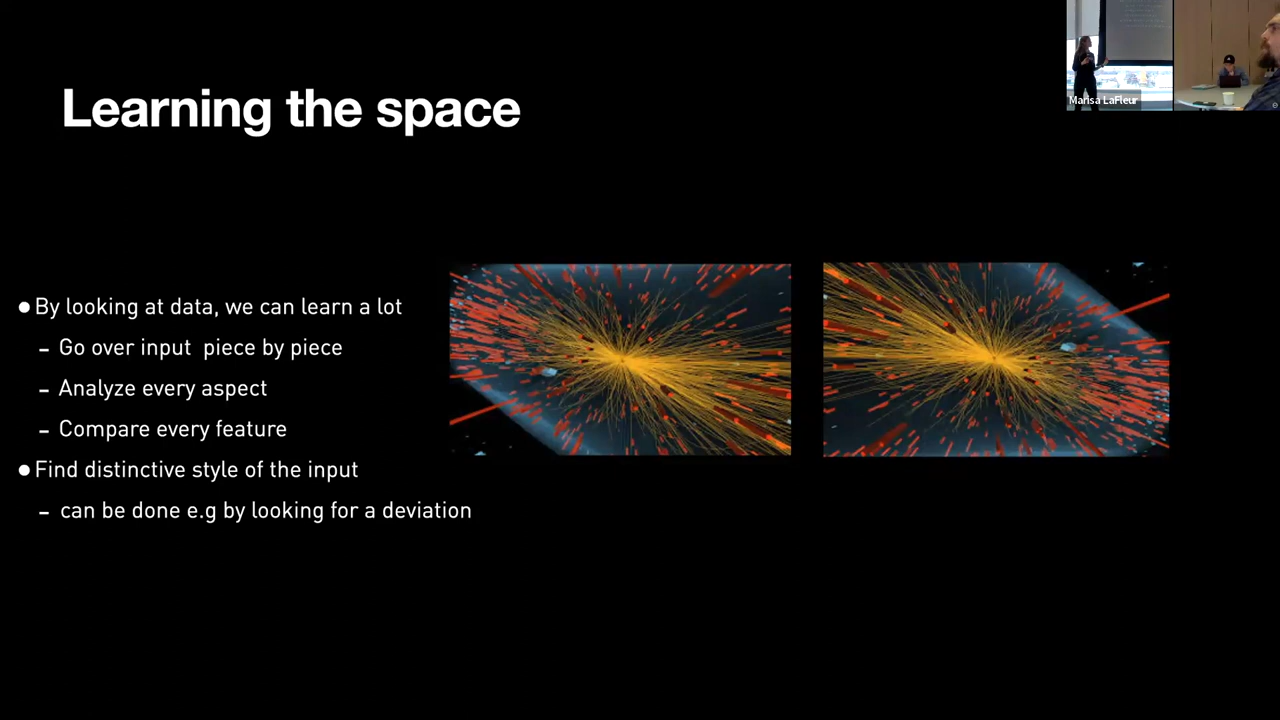 Marisa LaFleur
Learning the space
● By looking at data, we can learn a lot
– Go over input  piece by piece
– Analyze every aspect
– Compare every feature
● Find distinctive style of the input
– can be done e.g by looking for a deviation